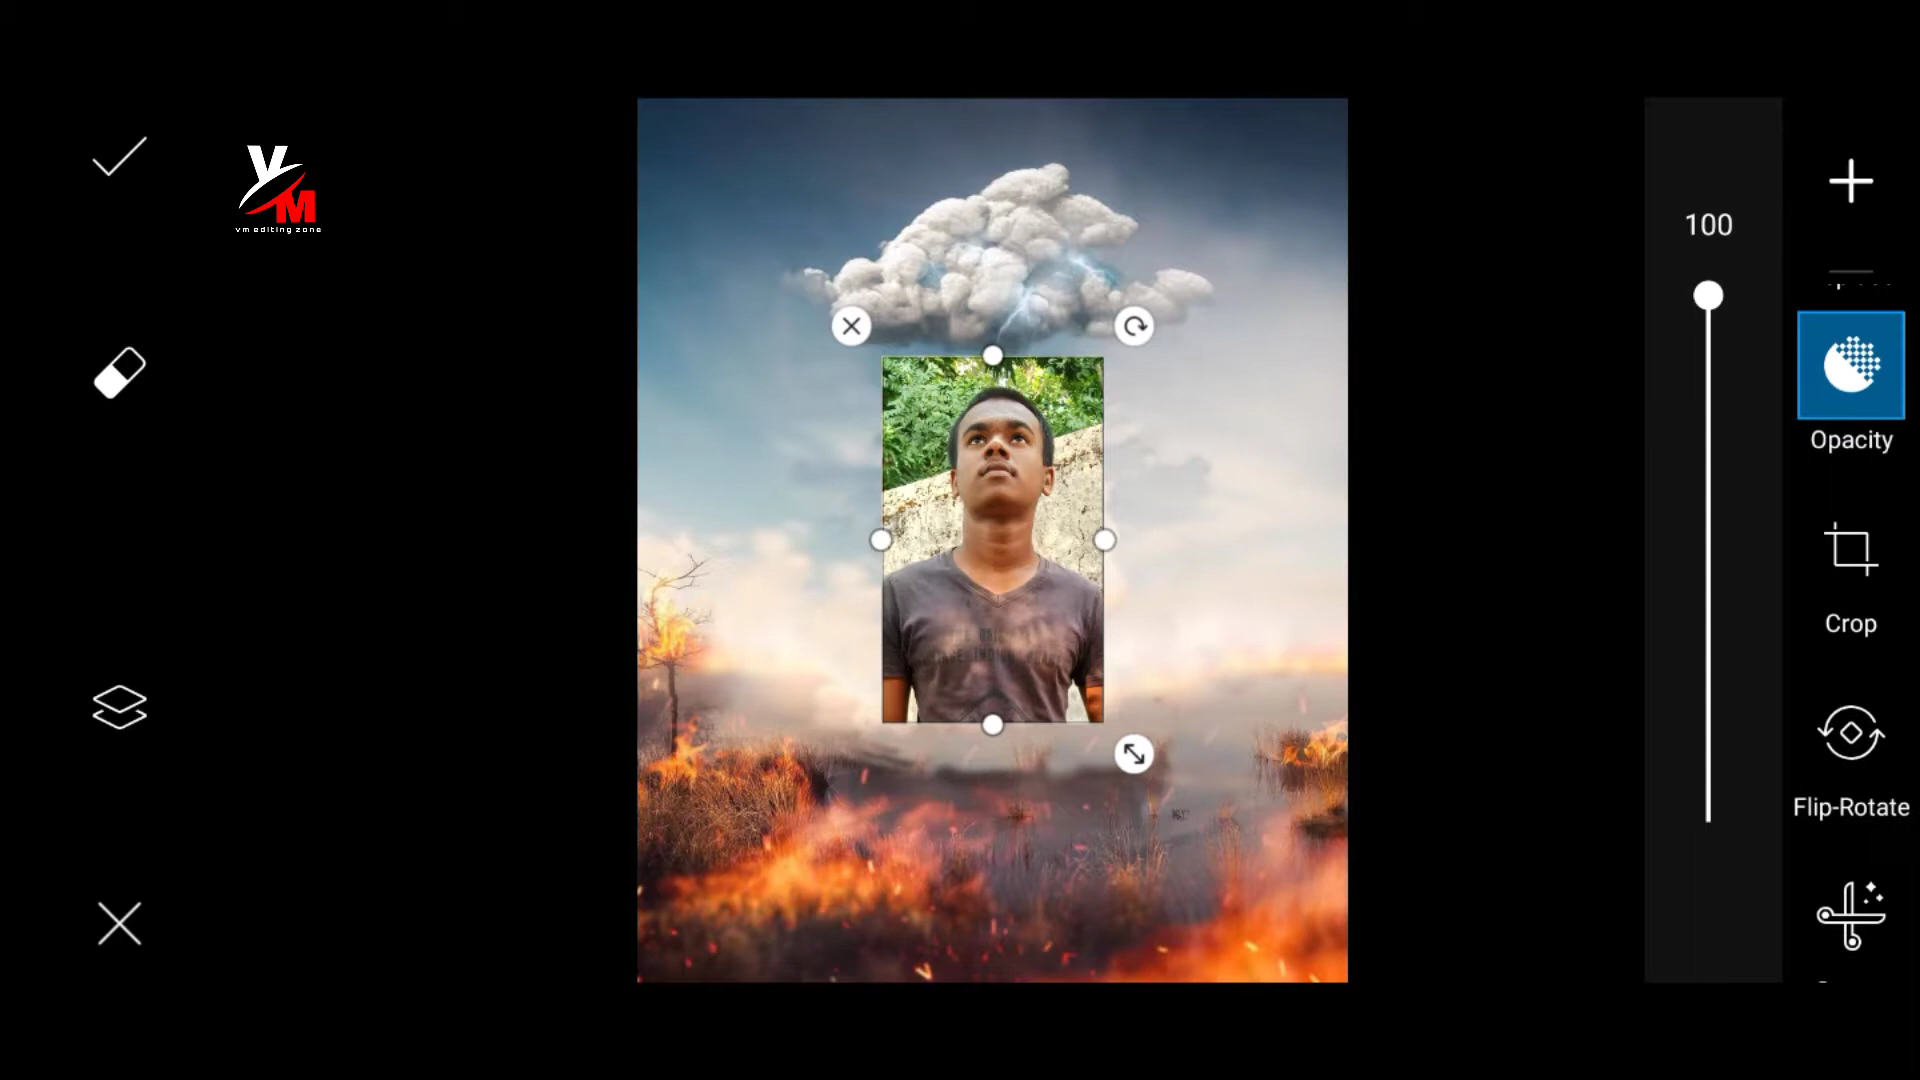 VM
vm editing zone
100
Opacity
Crop
Flip-Rotate